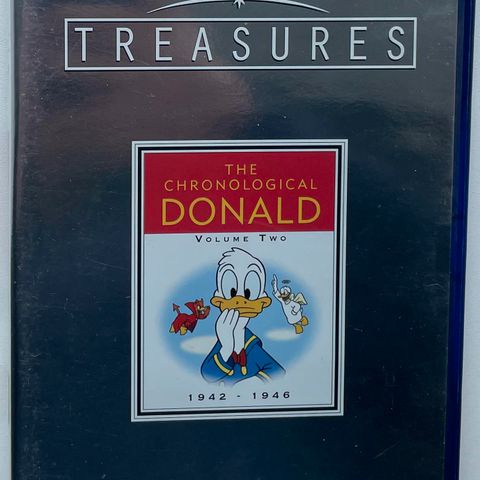 TREASURES
THE
CHRONOLOGICAL
DONALD
VOLUME TWO
1942 - 1946